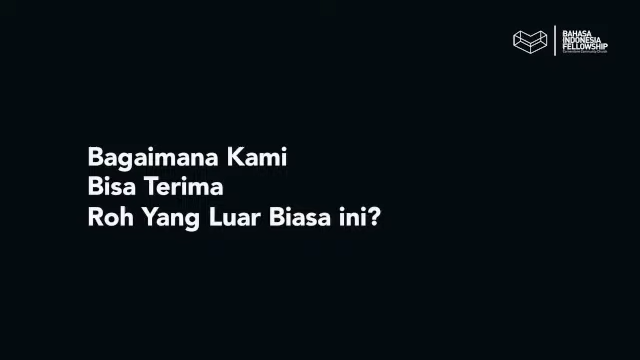 BAHASA
INDONESIA
FELLOWSHIP
Bagaimana Kami
Bisa Terima
Roh Yang Luar Biasa ini?